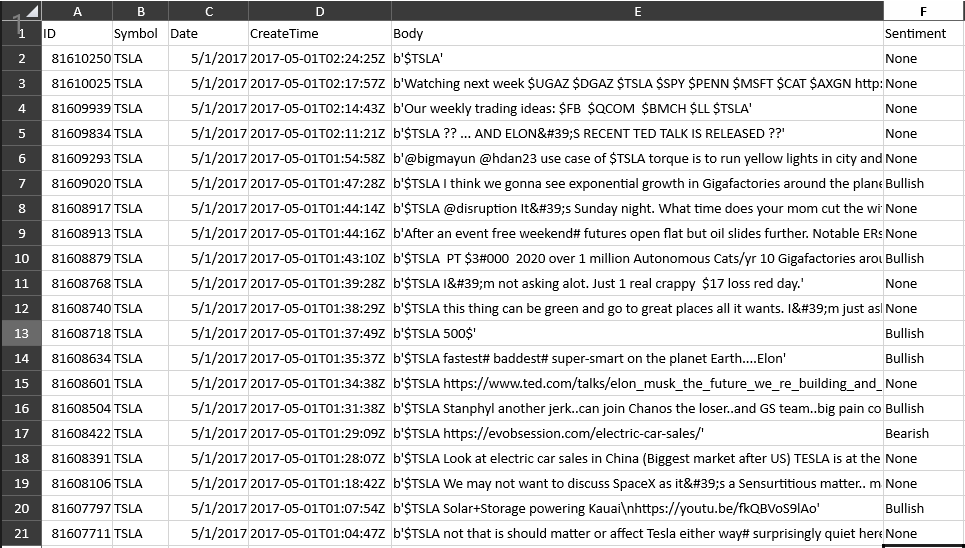 A B C D E F
1 ID Symbol Date CreateTime Body Sentiment
2 81610250 TSLA 5/1/2017 2017-05-01T02:24:25Z b'$TSLA' None
3 81610025 TSLA 5/1/2017 2017-05-01T02:17:57Z b'Watching next week $UGAZ $DGAZ $TSLA $SPY $PENN $MSFT $CAT $AXGN http: None
4 81609939 TSLA 5/1/2017 2017-05-01T02:14:43Z b'Our weekly trading ideas: $FB  $QCOM  $BMCH $LL $TSLA' None
5 81609834 TSLA 5/1/2017 2017-05-01T02:11:21Z b'$TSLA ?? ... AND ELON&#39;S RECENT TED TALK IS RELEASED ??' None
6 81609293 TSLA 5/1/2017 2017-05-01T01:54:58Z b'@bigmayun @hdan23 use case of $TSLA torque is to run yellow lights in city and None
7 81609020 TSLA 5/1/2017 2017-05-01T01:47:28Z b'$TSLA I think we gonna see exponential growth in Gigafactories around the plane Bullish
8 81608917 TSLA 5/1/2017 2017-05-01T01:44:14Z b'$TSLA @disruption It&#39;s Sunday night. What time does your mom cut the wi None
9 81608913 TSLA 5/1/2017 2017-05-01T01:44:16Z b'After an event free weekend# futures open flat but oil slides further. Notable ERs None
10 81608879 TSLA 5/1/2017 2017-05-01T01:43:10Z b'$TSLA  PT $3#000  2020 over 1 million Autonomous Cats/yr 10 Gigafactories arou Bullish
11 81608768 TSLA 5/1/2017 2017-05-01T01:39:28Z b'$TSLA I&#39;m not asking alot. Just 1 real crappy  $17 loss red day.' None
12 81608740 TSLA 5/1/2017 2017-05-01T01:38:29Z b'$TSLA this thing can be green and go to great places all it wants. I&#39;m just as None
13 81608718 TSLA 5/1/2017 2017-05-01T01:37:49Z b'$TSLA 500$' Bullish
14 81608634 TSLA 5/1/2017 2017-05-01T01:35:37Z b'$TSLA fastest# baddest# super-smart on the planet Earth....Elon' Bullish
15 81608601 TSLA 5/1/2017 2017-05-01T01:34:38Z b'$TSLA https://www.ted.com/talks/elon_musk_the_future_we_re_building_and_ None
16 81608504 TSLA 5/1/2017 2017-05-01T01:31:38Z b'$TSLA Stanphyl another jerk..can join Chanos the loser..and GS team..big pain co Bullish
17 81608422 TSLA 5/1/2017 2017-05-01T01:29:09Z b'$TSLA https://evobsession.com/electric-car-sales/' Bearish
18 81608391 TSLA 5/1/2017 2017-05-01T01:28:07Z b'$TSLA Look at electric car sales in China (Biggest market after US) TESLA is at the None
19 81608106 TSLA 5/1/2017 2017-05-01T01:18:42Z b'$TSLA We may not want to discuss SpaceX as it&#39;s a Sensurtitious matter.. m None
20 81607797 TSLA 5/1/2017 2017-05-01T01:07:54Z b'$TSLA Solar+Storage powering Kauai\nhttps://youtu.be/fkQBVoS9lAo' Bullish
21 81607711 TSLA 5/1/2017 2017-05-01T01:04:47Z b'$TSLA not that is should matter or affect Tesla either way# surprisingly quiet here None